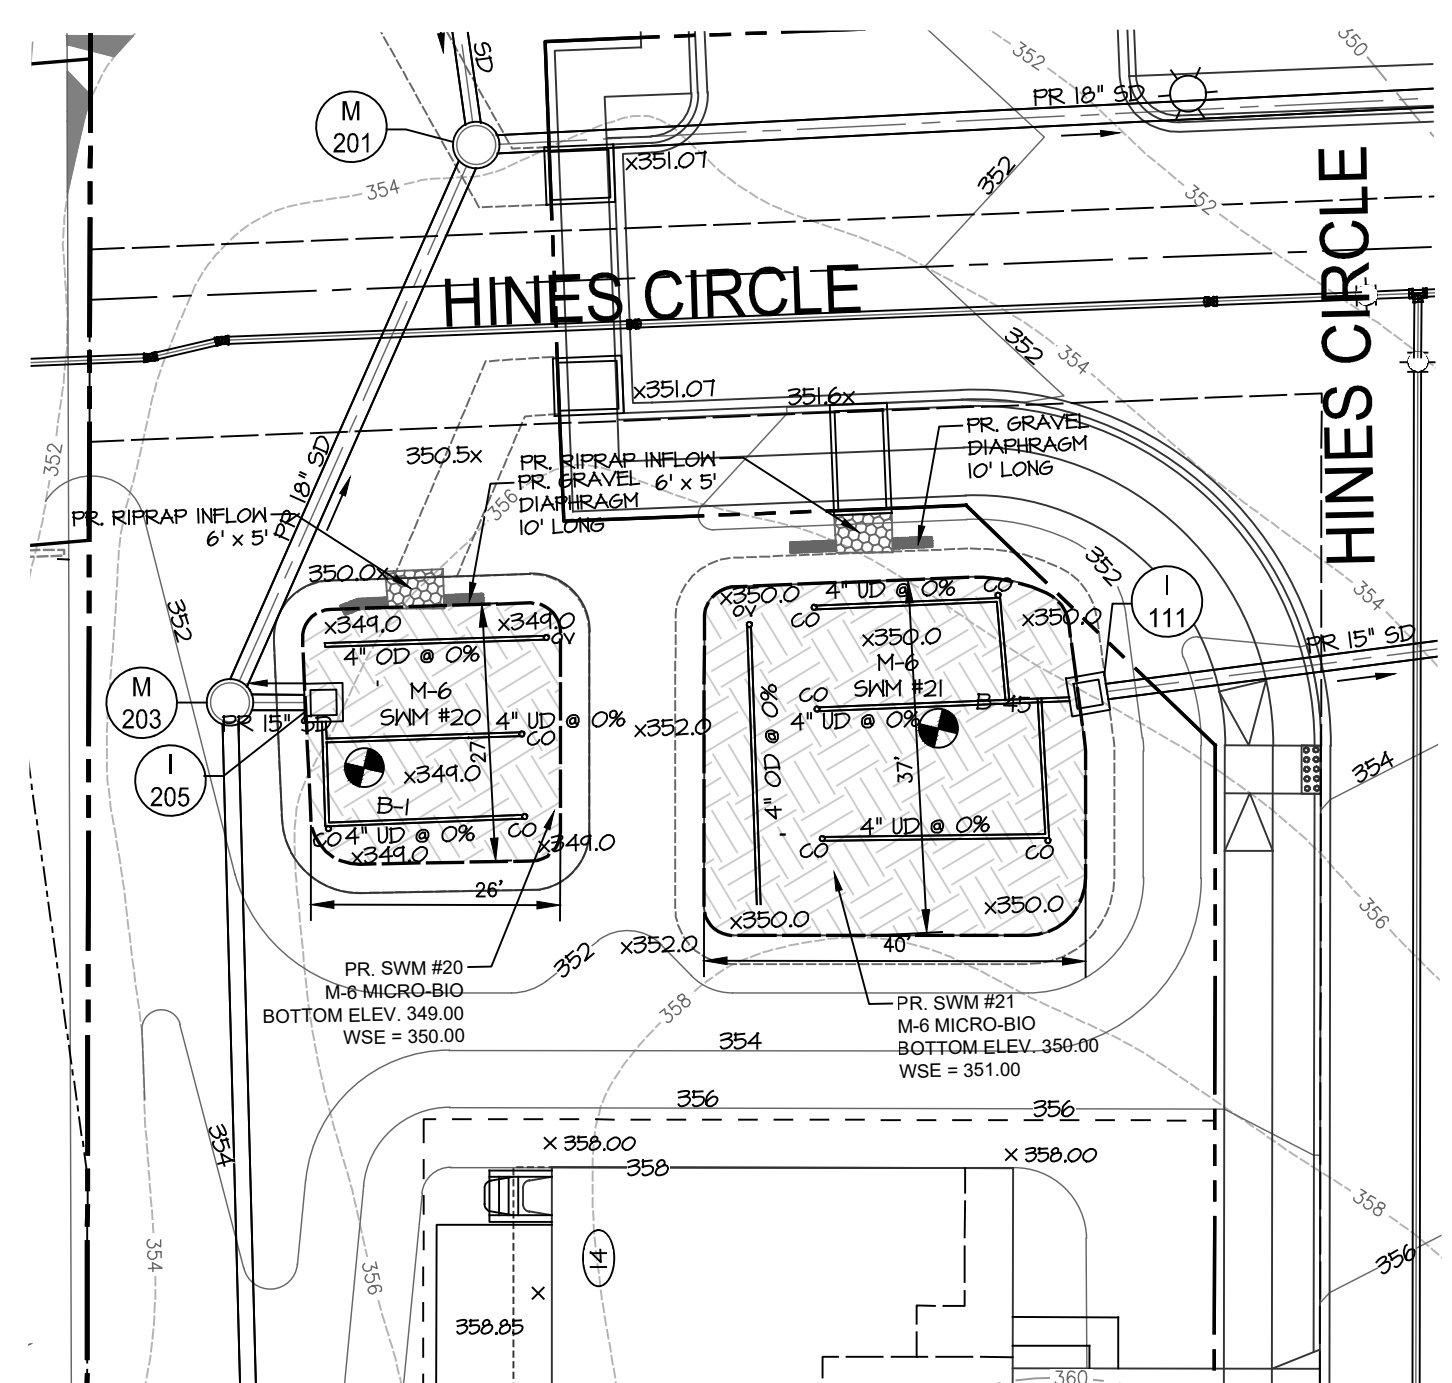 SD
352
350
M
201
PR 18" SD
x351.07
354
352
352
HINES CIRCLE
HINES CIRCLE
352
354
x351.07
351.6x
PR. GRAVEL
DIAPHRAGM
10' LONG
350.5x
PR. RIPRAP INFLOW
6' x 5'
PR. GRAVEL
DIAPHRAGM
10' LONG
352
PR 18" SD
356
PR. RIPRAP INFLOW
6' x 5'
350.0x
352
352
354
I
111
x350.0
4" UD @ 0%
CO
OV
CO
x350.0
x349.0
x349.0
OV
4" OD @ 0%
x350.0
M-6
SWM #21
PR 15" SD
M
203
M-6
SWM #20
4" UD @ 0%
CO
27'
PR 15" SD
x352.0
CO
4" UD @ 0%
B-45
4" OD @ 0%
37'
I
205
x349.0
B-1
354
CO
4" UD @ 0%
CO
x349.0
x349.0
4" UD @ 0%
CO
CO
26'
x350.0
x350.0
356
40'
x352.0
352
PR. SWM #20
M-6 MICRO-BIO
BOTTOM ELEV. 349.00
WSE = 350.00
358
PR. SWM #21
M-6 MICRO-BIO
BOTTOM ELEV. 350.00
WSE = 351.00
354
356
356
354
x 358.00
x 358.00
358
358
354
356
14
356
358.85
360